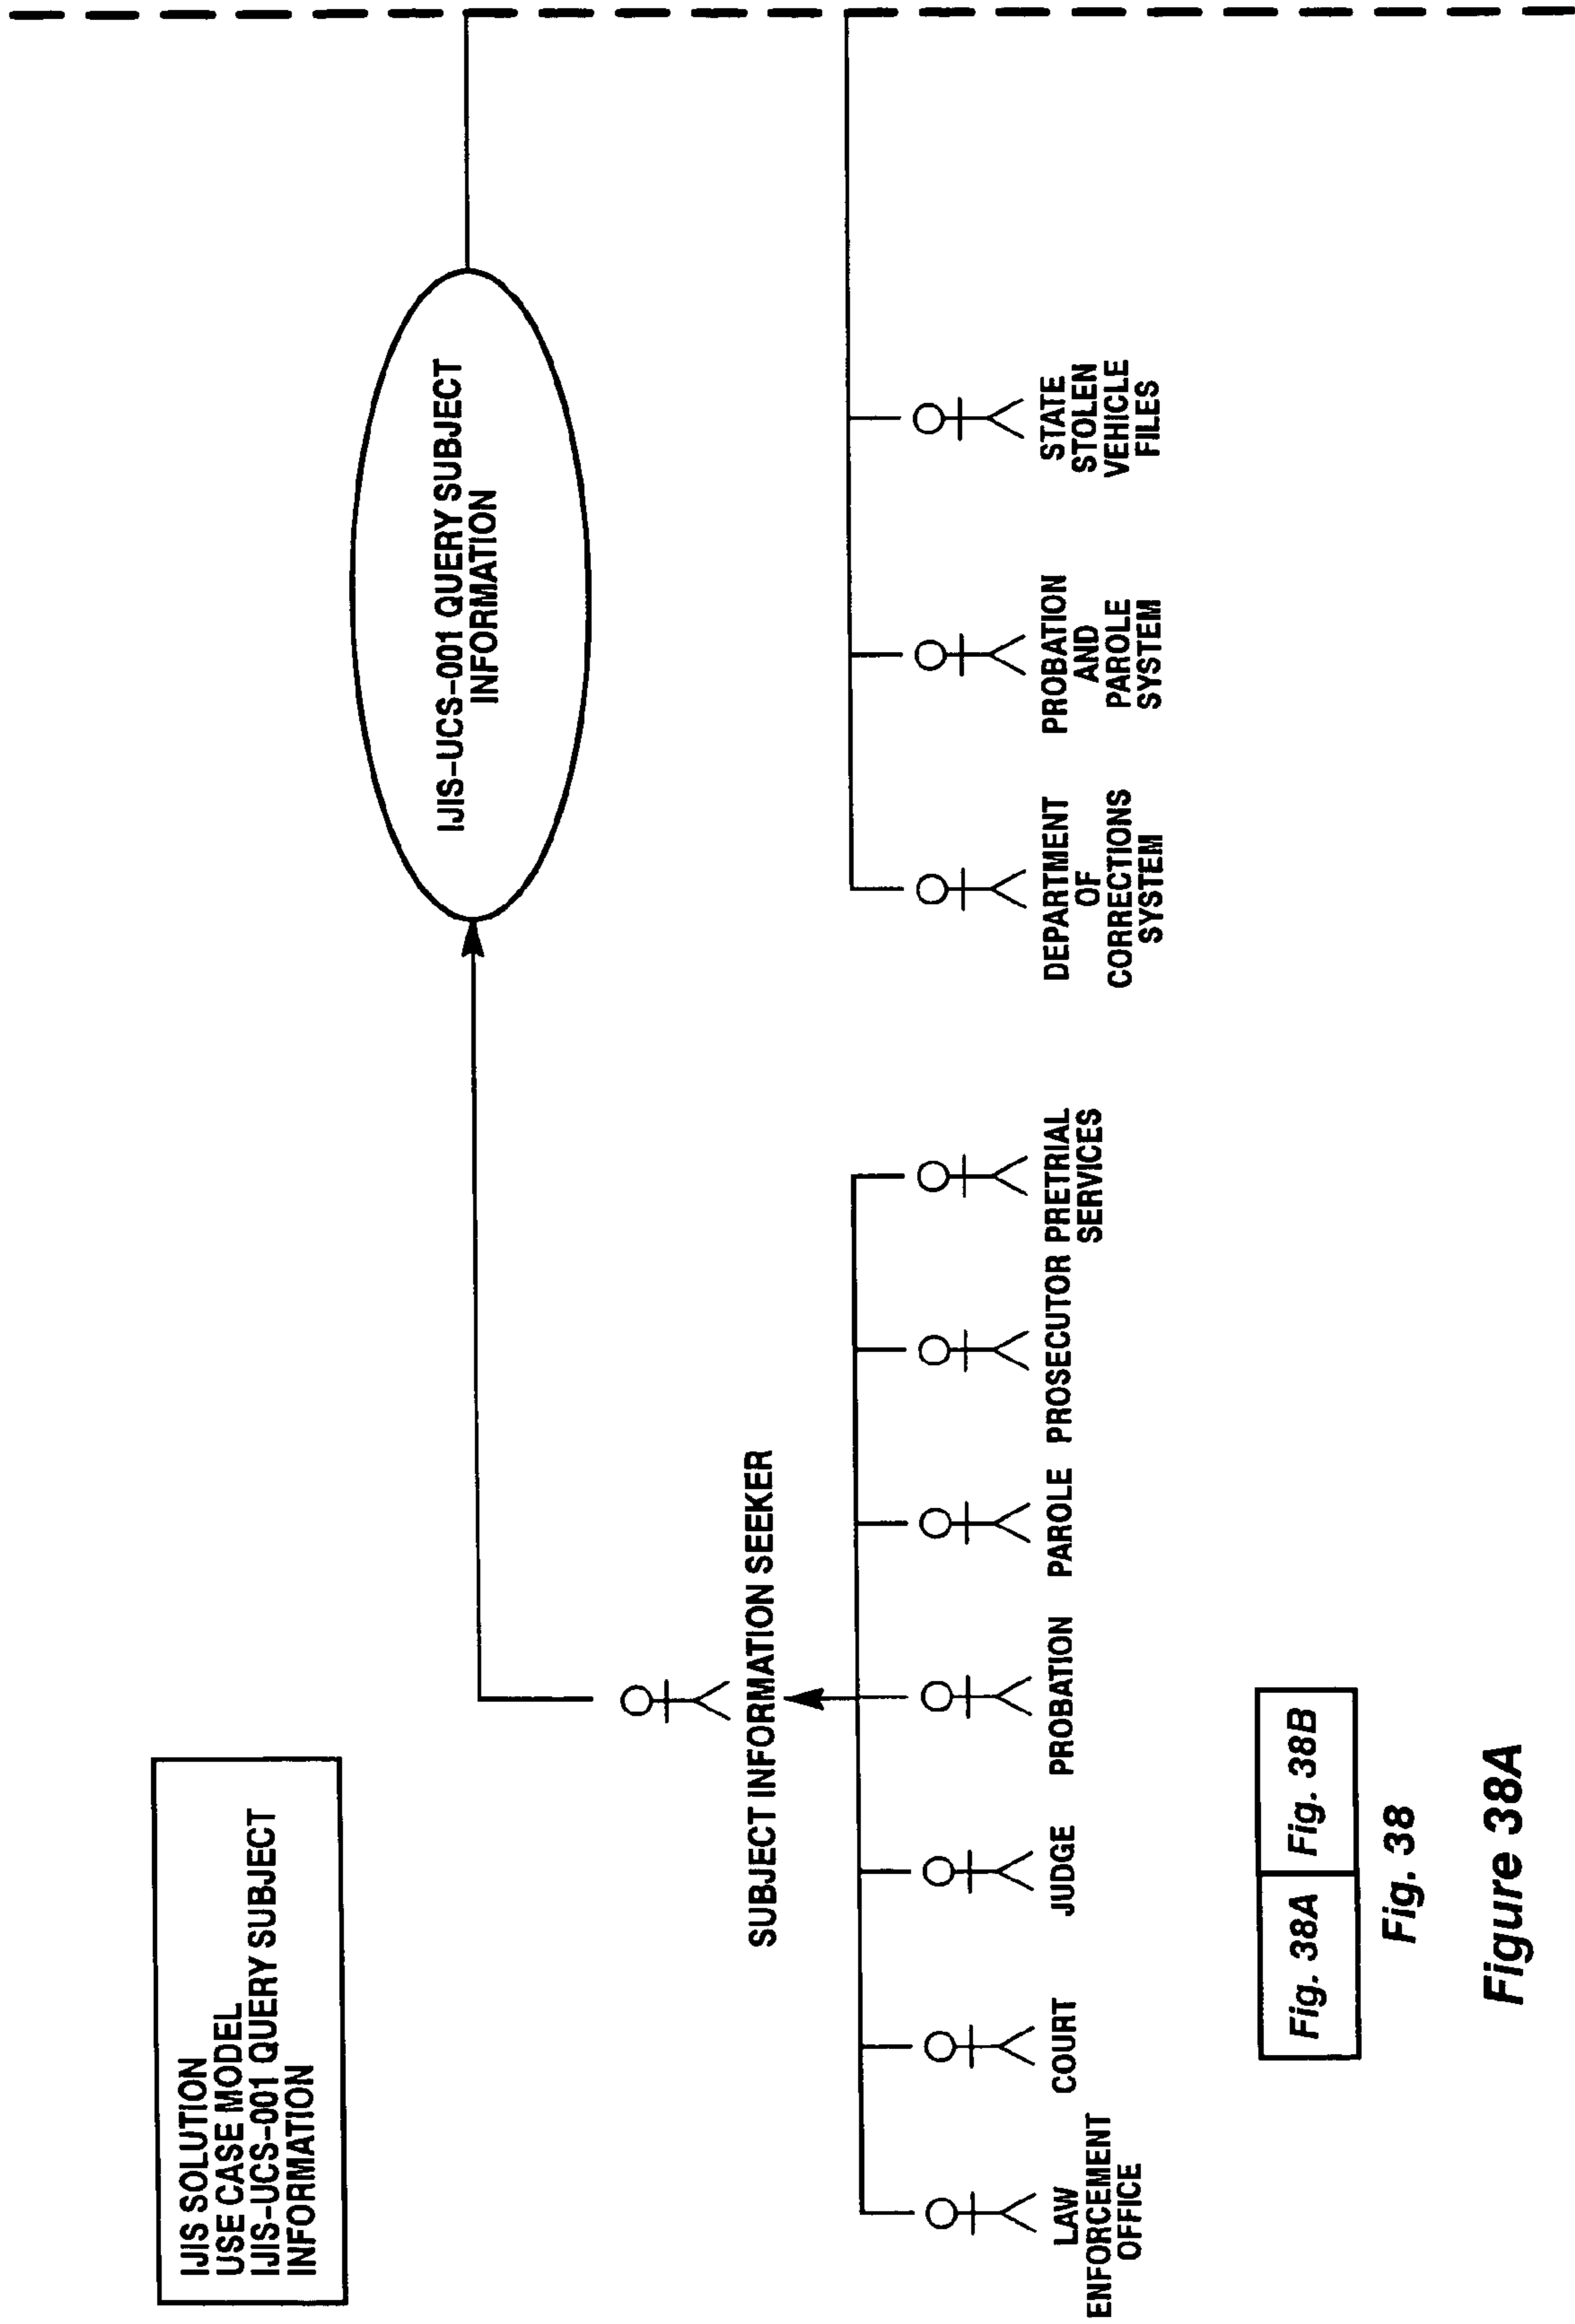 IJIS SOLUTION
USE CASE MODEL
IJIS-UCS-001 QUERY SUBJECT
INFORMATION
IJIS-UCS-001 QUERY SUBJECT
INFORMATION
SUBJECT INFORMATION SEEKER
LAW
ENFORCEMENT
OFFICE
COURT
JUDGE
PROBATION
PAROLE
PROSECUTOR
PRETRIAL
SERVICES
DEPARTMENT
OF
CORRECTIONS
SYSTEM
PROBATION
AND
PAROLE
SYSTEM
STATE
STOLEN
VEHICLE
FILES
Fig. 38A
Fig. 38B
Fig. 38
Figure 38A